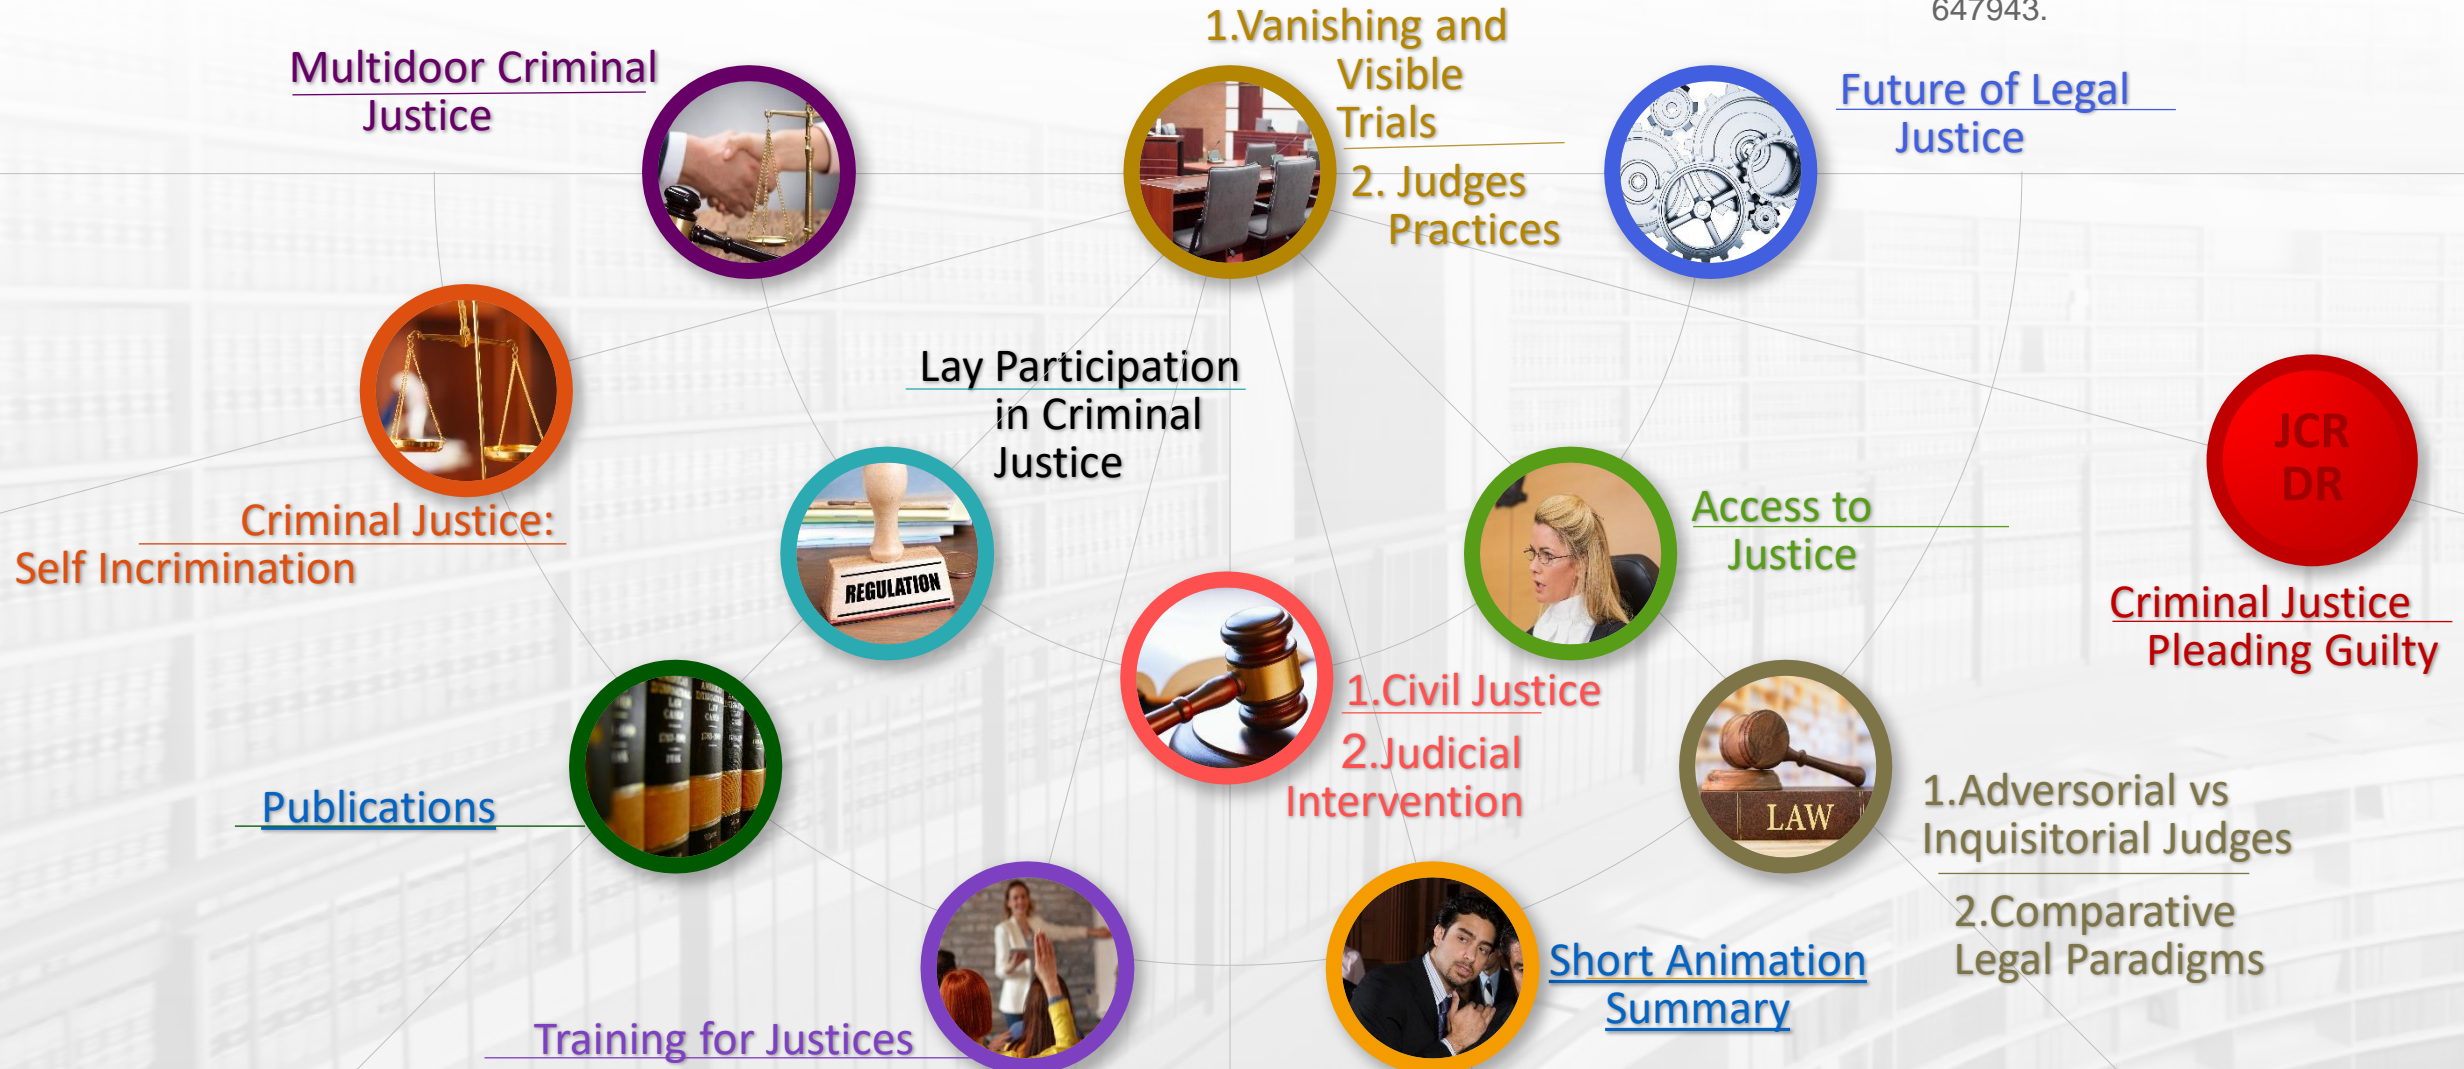 647943.
Multidoor Criminal
Justice
1.Vanishing and
Visible
Trials
2. Judges
Practices
Future of Legal
Justice
Lay Participation
in Criminal
Justice
JCR
DR
Criminal Justice:
Self Incrimination
REGULATION
Access to
Justice
Criminal Justice
Pleading Guilty
1.Civil Justice
2.Judicial
Intervention
Publications
LAW
1.Adversorial vs
Inquisitorial Judges
2.Comparative
Legal Paradigms
Short Animation
Summary
Training for Justices